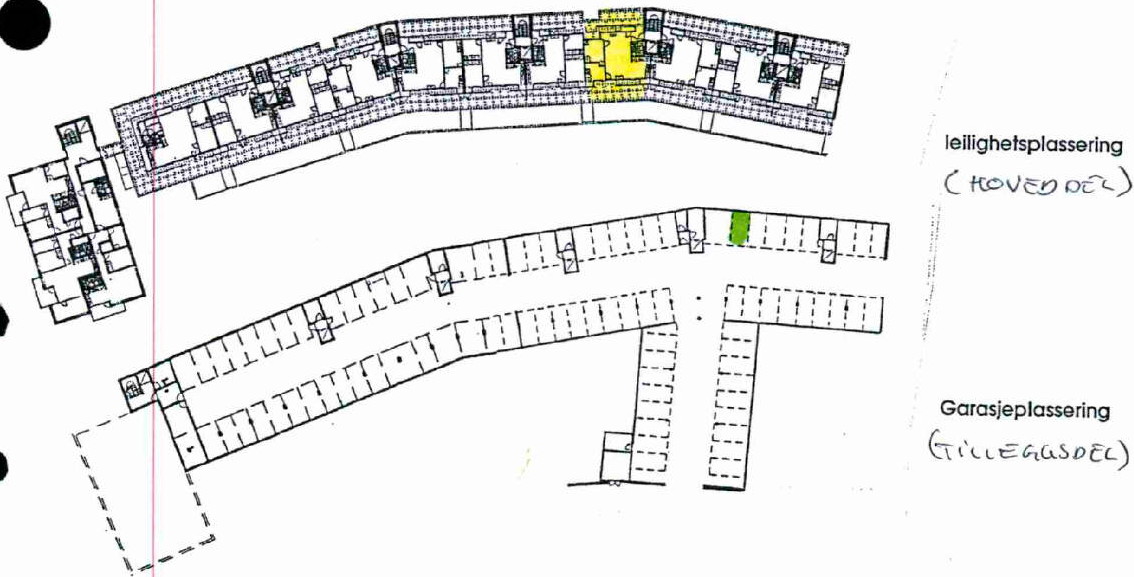 leilighetsplassering
(HOVEDDEL)
Garasjeplassering
(TILLEGGSDEL)